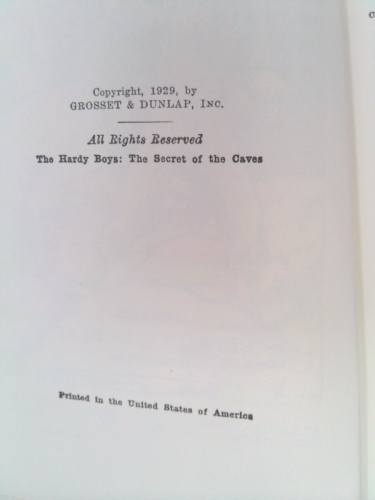 Copyright, 1929, by
GROSSET & DUNLAP, INC.
All Rights Reserved
The Hardy Boys: The Secret of the Caves
Printed in the United States of America